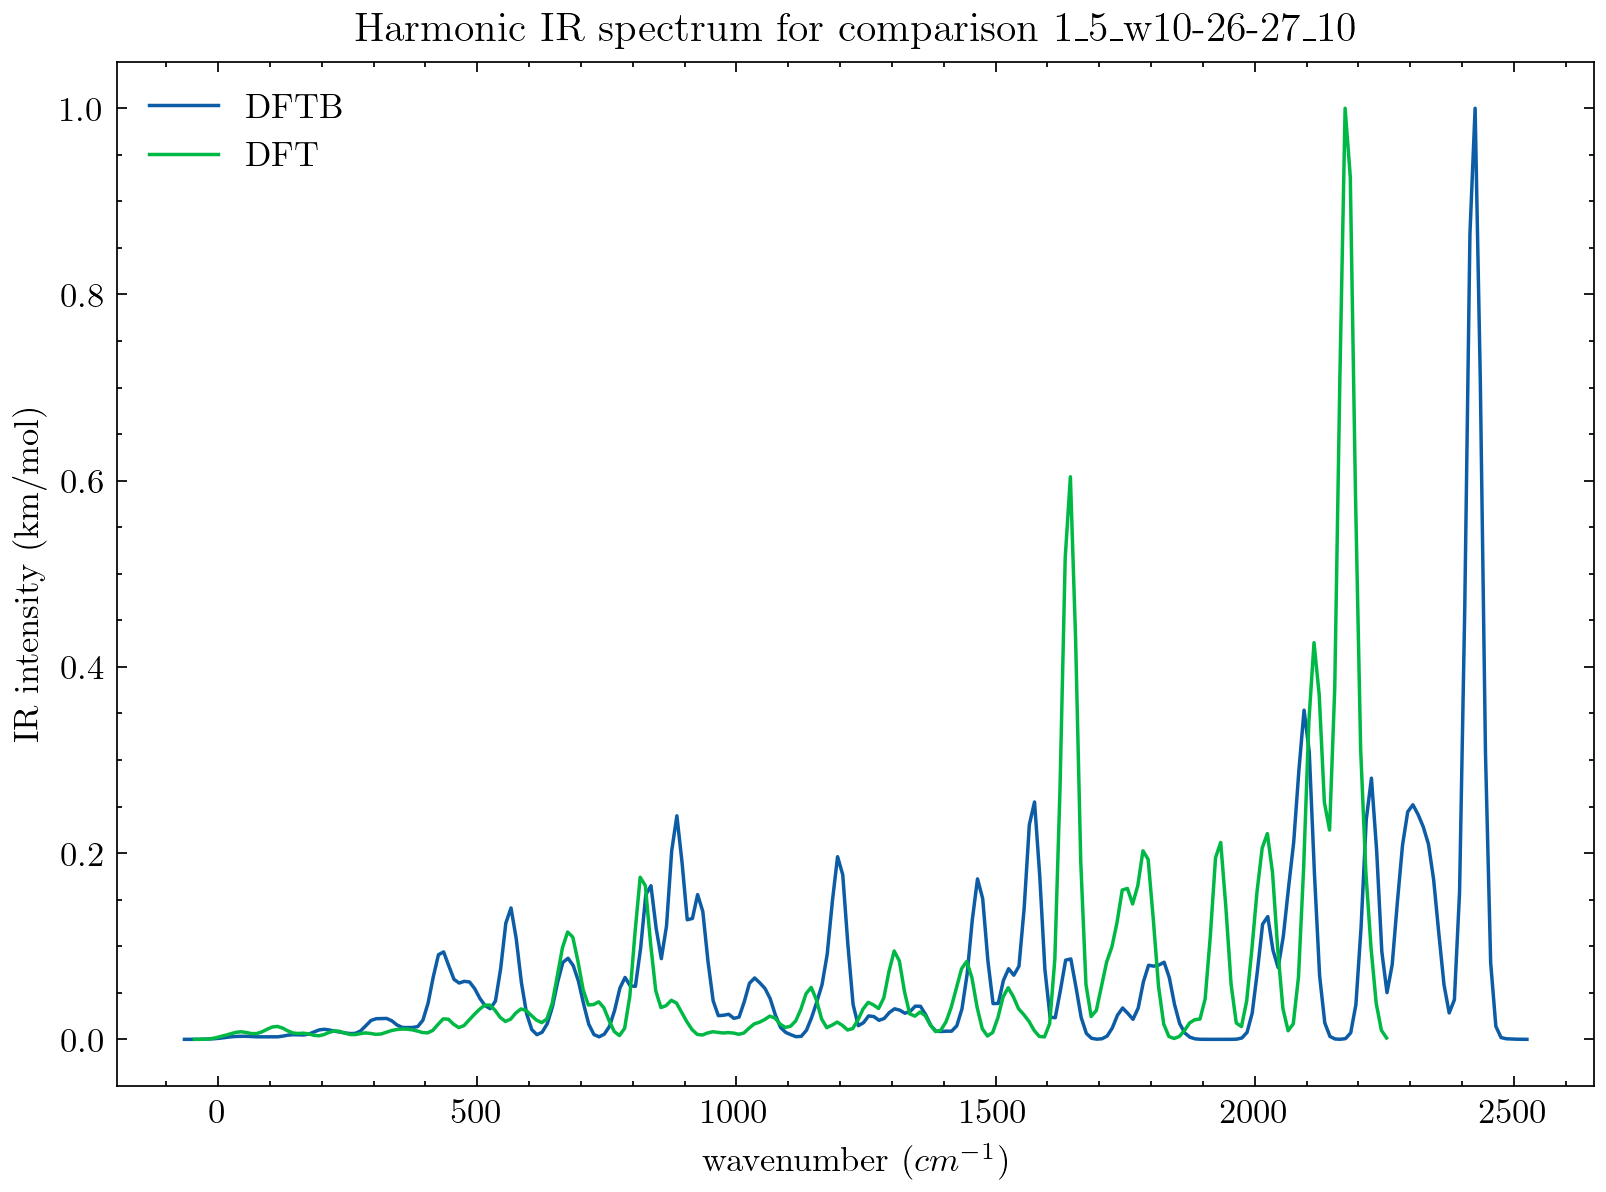 Harmonic IR spectrum for comparison 1_5_w10-26-27_10
DFTB
DFT
IR intensity (km/mol)
1.0
0.8
0.6
0.4
0.2
0.0
0 500 1000 1500 2000 2500
wavenumber (cm⁻¹)